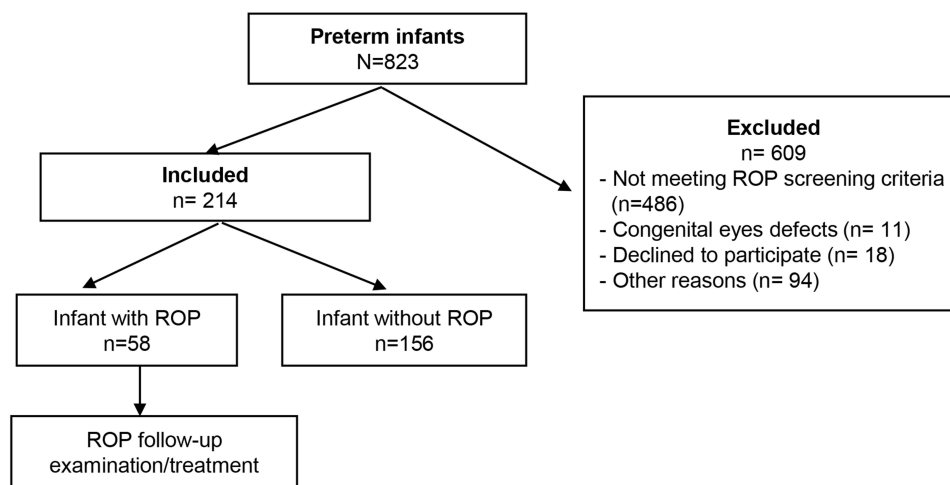 Preterm infants
N=823
Excluded
n= 609
- Not meeting ROP screening criteria
(n=486)
- Congenital eyes defects (n= 11)
- Declined to participate (n= 18)
- Other reasons (n= 94)
Included
n= 214
Infant with ROP
n=58
Infant without ROP
n=156
ROP follow-up
examination/treatment